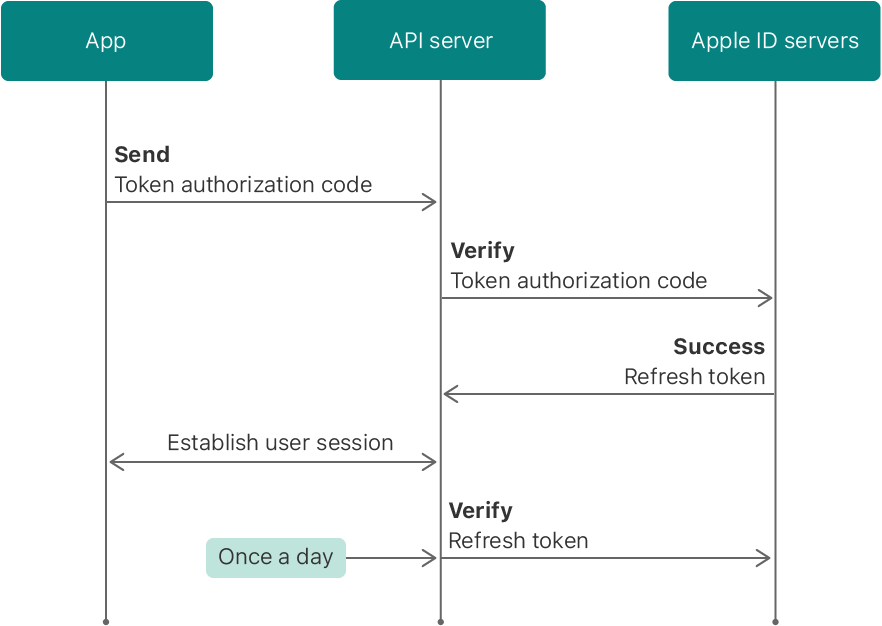 App
API server
Apple ID servers
Send
Token authorization code
Verify
Token authorization code
Success
Refresh token
Establish user session
Verify
Refresh token
Once a day